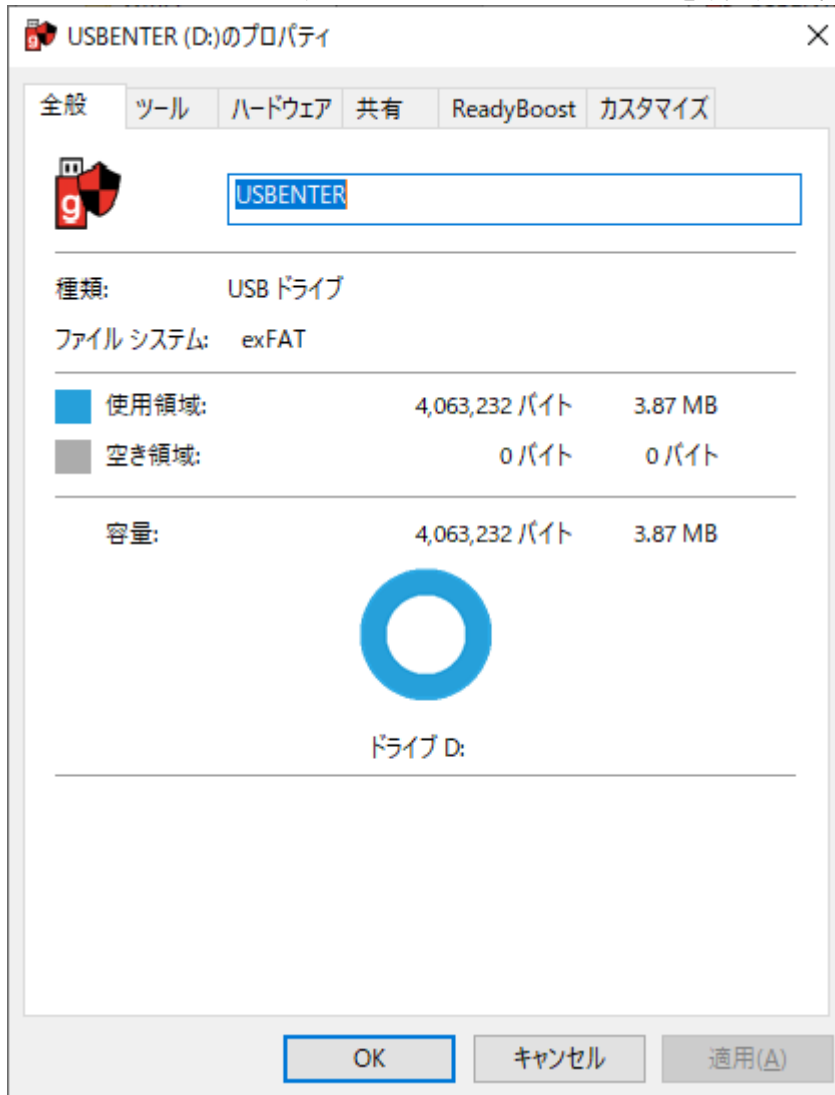 USBENTER (D:)のプロパティ
全般 ツール ハードウェア 共有 ReadyBoost カスタマイズ
g
USBENTER
種類: USB ドライブ
ファイル システム: exFAT
使用領域: 4,063,232 バイト 3.87 MB
空き領域: 0 バイト 0 バイト
容量: 4,063,232 バイト 3.87 MB
ドライブ D:
OK キャンセル 適用(A)